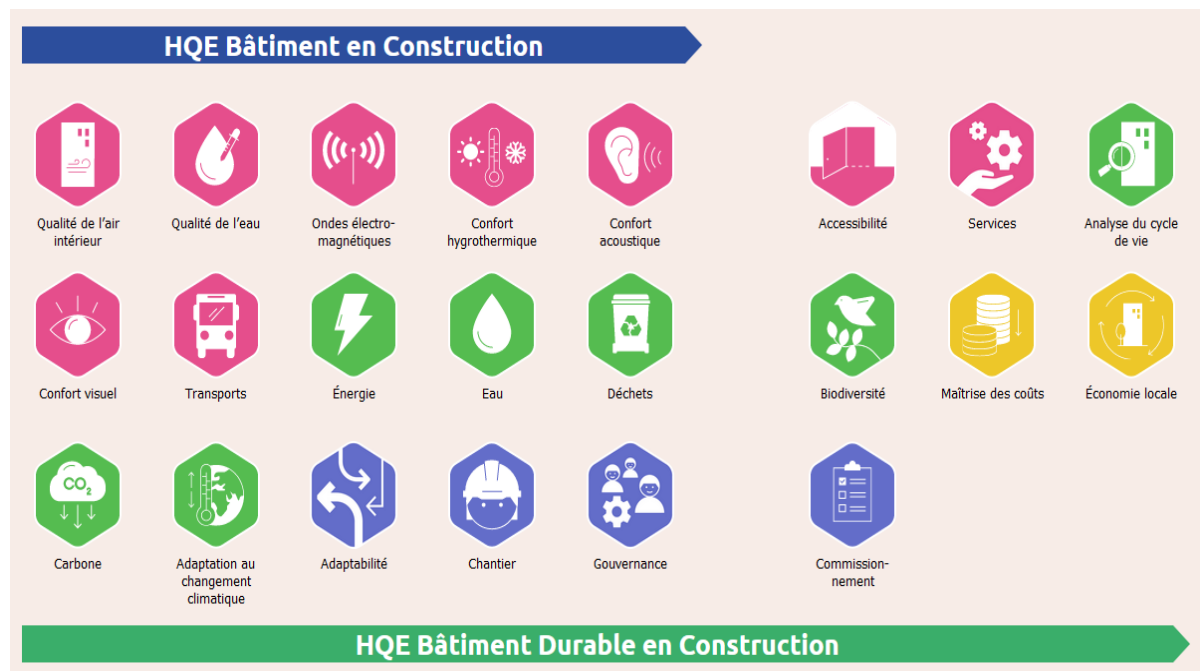 HQE Bâtiment en Construction
Qualité de l'air
intérieur
Qualité de l'eau
Ondes électro-
magnétiques
Confort
hygrothermique
Confort
acoustique
Accessibilité
Services
Analyse du cycle
de vie
Confort visuel
Transports
Énergie
Eau
Déchets
Biodiversité
Maîtrise des coûts
Économie locale
CO2
Carbone
Adaptation au
changement
climatique
Adaptabilité
Chantier
Gouvernance
Commission-
nement
HQE Bâtiment Durable en Construction